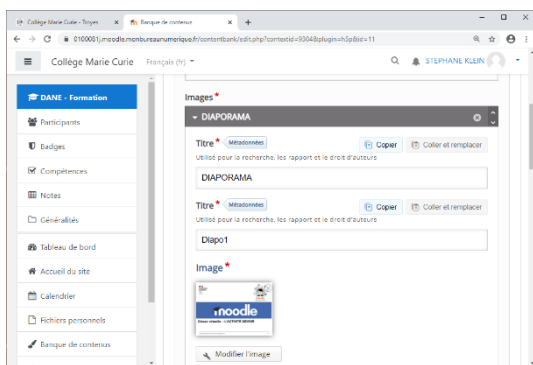 Collège Marie Curie - Troyes
Banque de contenus
0100061j.moodle.monbureaunumerique.fr/contentbank/edit.php?contextid=9304&plugin=h5p&id=11
Collège Marie Curie
Français (fr)
STEPHANE KLEIN
DANE - Formation
Participants
Badges
Compétences
Notes
Généralités
Tableau de bord
Accueil du site
Calendrier
Fichiers personnels
Banque de contenus
Images *
DIAPORAMA
Titre * Métadonnées
Copier
Coller et remplacer
Utilisé pour la recherche, les rapport et le droit d'auteurs
DIAPORAMA
Titre * Métadonnées
Copier
Coller et remplacer
Utilisé pour la recherche, les rapport et le droit d'auteurs
Diapo1
Image *
moodle
Modifier l'image